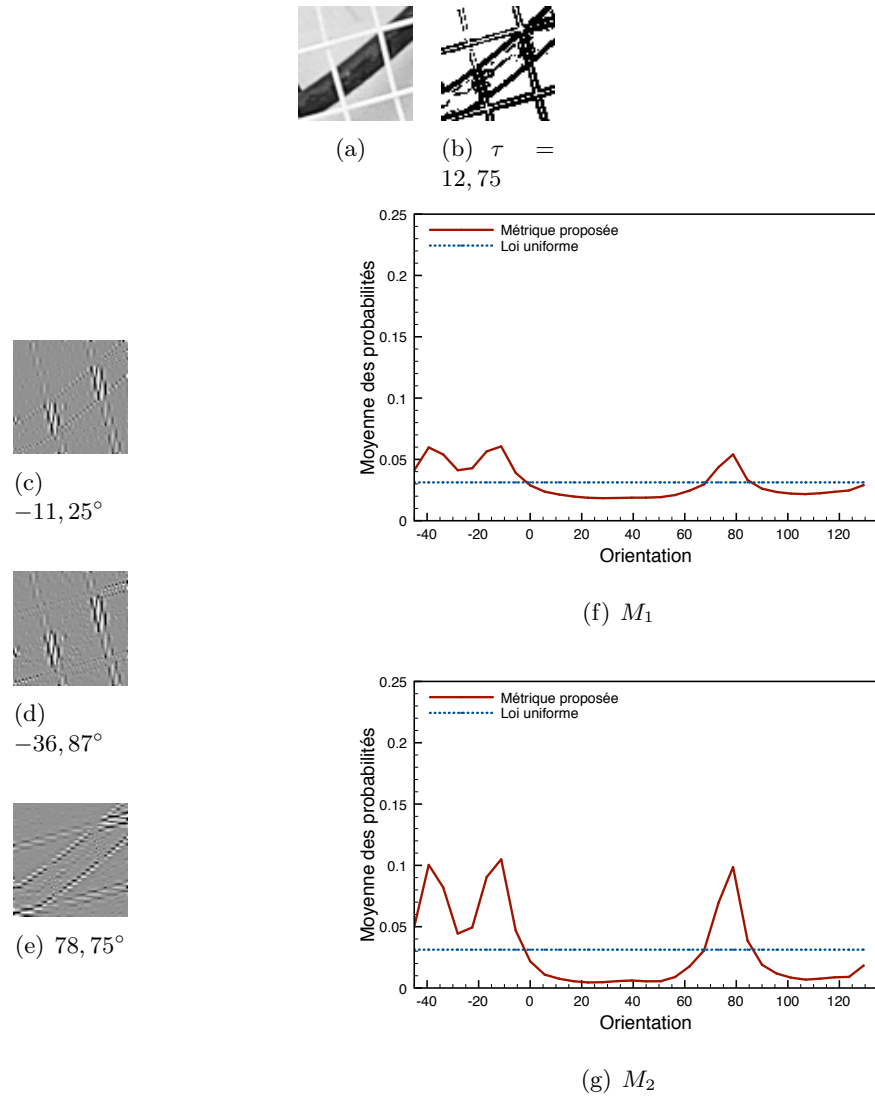 (a)
(b) τ =
12, 75
0.25
Métrique proposée
Loi uniforme
0.2
0.15
0.1
0.05
0
Moyenne des probabilités
-40 -20 0 20 40 60 80 100 120
Orientation
(f) M₁
(c)
−11, 25°
(d)
−36, 87°
(e) 78, 75°
0.25
Métrique proposée
Loi uniforme
0.2
0.15
0.1
0.05
0
Moyenne des probabilités
-40 -20 0 20 40 60 80 100 120
Orientation
(g) M₂